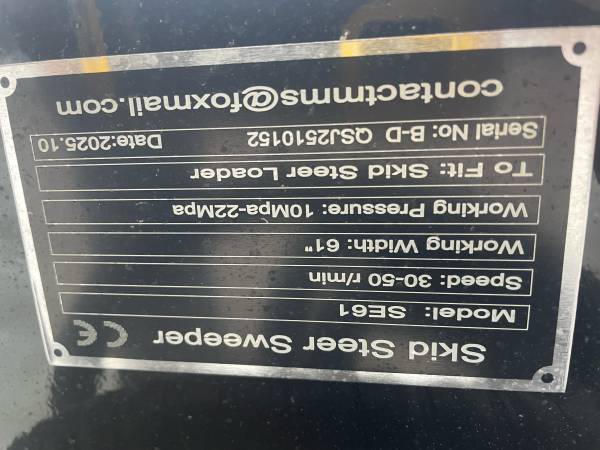 Skid Steer Sweeper CE
Model: SE61
Speed: 30-50 r/min
Working Width: 61"
Working Pressure: 10Mpa-22Mpa
To Fit: Skid Steer Loader
Serial No: B-D QSJ2510152 Date:2025.10
contactmms@foxmail.com